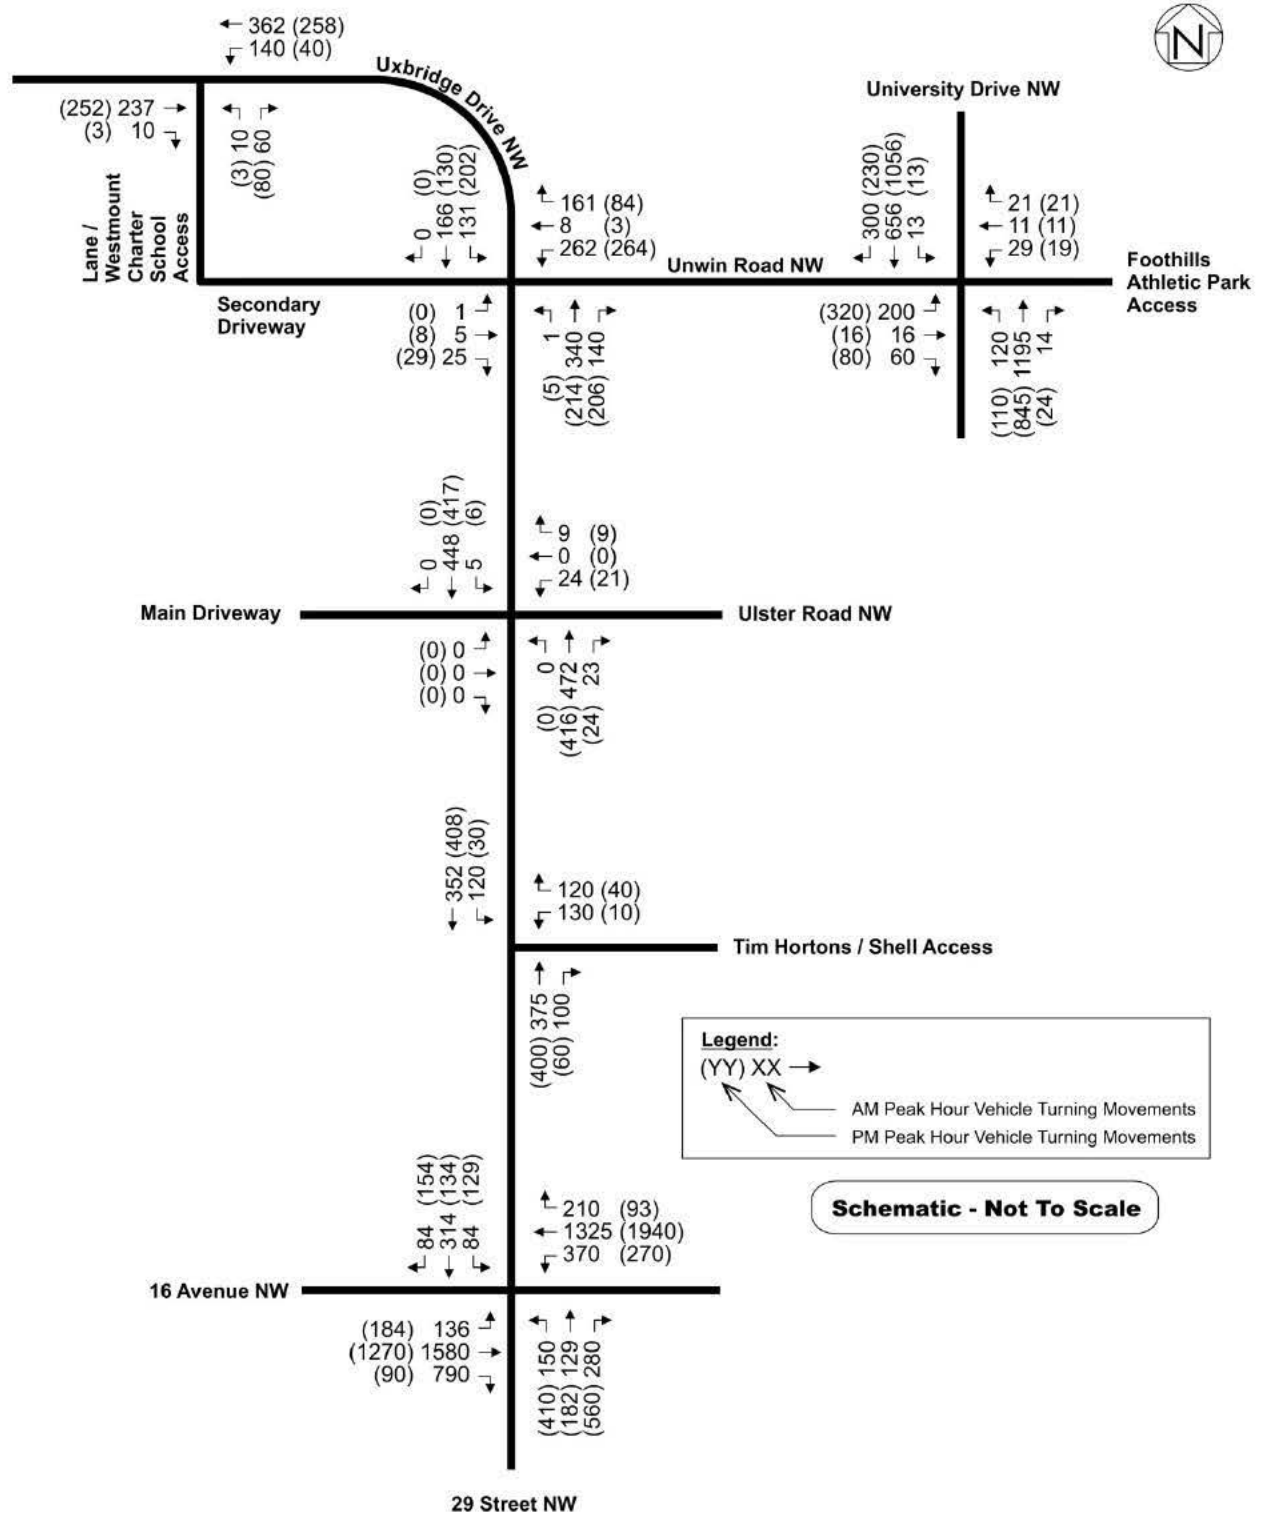 362 (258)
140 (40)
N
Uxbridge Drive NW
University Drive NW
(252) 237
(3) 10
(3) 10
(80) 60
Lane /
Westmount
Charter
School
Access
0 (0)
166 (130)
131 (202)
161 (84)
8 (3)
262 (264)
300 (230)
656 (1056)
13 (13)
21 (21)
11 (11)
29 (19)
Unwin Road NW
Foothills
Athletic Park
Access
Secondary
Driveway
(0) 1
(8) 5
(29) 25
(5) 1
(214) 340
(206) 140
(320) 200
(16) 16
(80) 60
(110) 120
(845) 1195
(24) 14
0 (0)
448 (417)
5 (6)
9 (9)
0 (0)
24 (21)
Main Driveway
Ulster Road NW
(0) 0
(0) 0
(0) 0
(0) 0
(416) 472
(24) 23
352 (408)
120 (30)
120 (40)
130 (10)
Tim Hortons / Shell Access
(400) 375
(60) 100
Legend:
(YY) XX
AM Peak Hour Vehicle Turning Movements
PM Peak Hour Vehicle Turning Movements
Schematic - Not To Scale
84 (154)
314 (134)
84 (129)
210 (93)
1325 (1940)
370 (270)
16 Avenue NW
(184) 136
(1270) 1580
(90) 790
(410) 150
(182) 129
(560) 280
29 Street NW